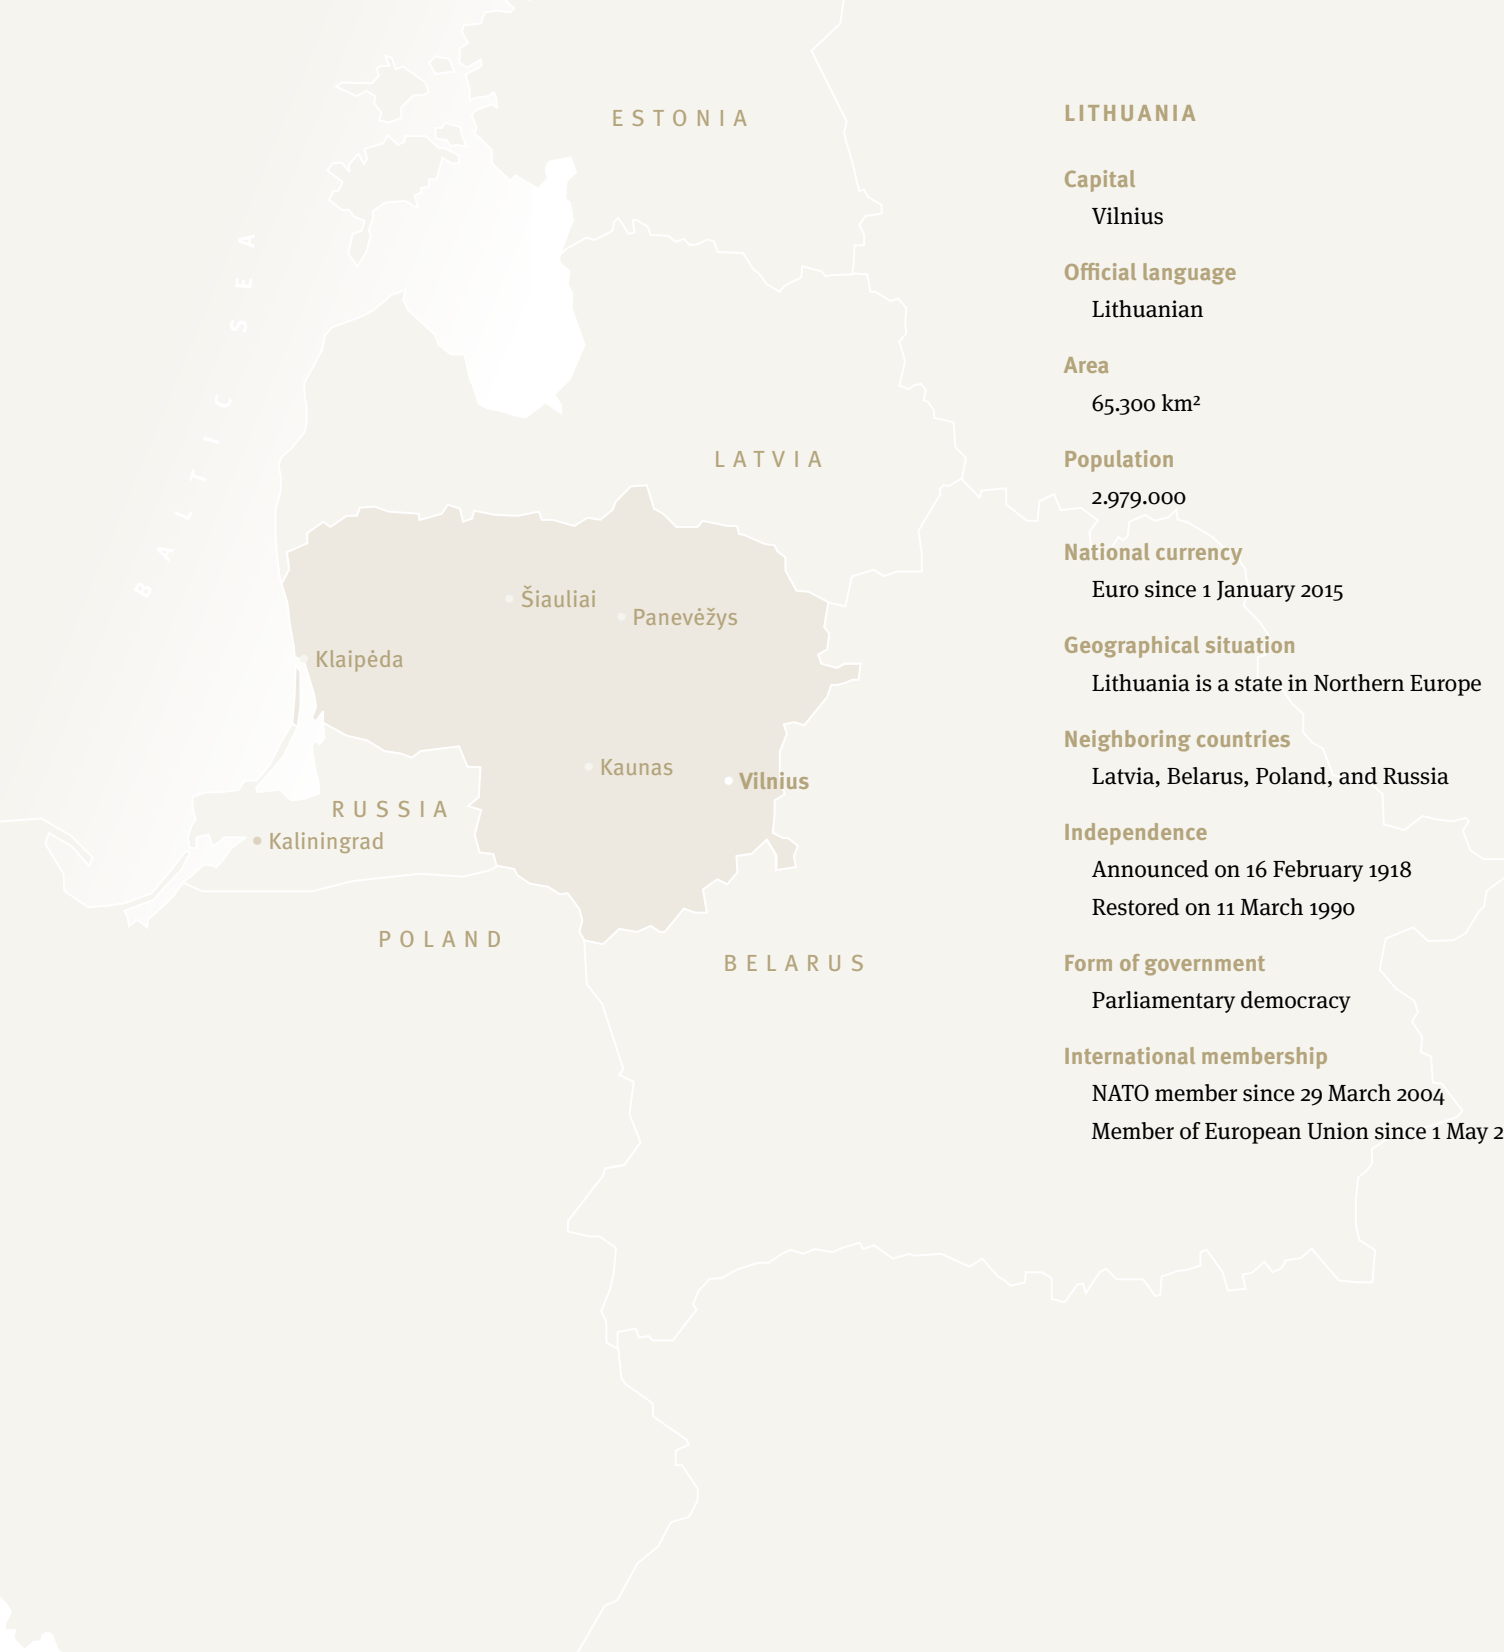 ESTONIA
BALTIC SEA
LATVIA
Šiauliai
Panevėžys
Klaipėda
Kaunas
Vilnius
RUSSIA
Kaliningrad
POLAND
BELARUS
LITHUANIA
Capital
Vilnius
Official language
Lithuanian
Area
65.300 km²
Population
2.979.000
National currency
Euro since 1 January 2015
Geographical situation
Lithuania is a state in Northern Europe
Neighboring countries
Latvia, Belarus, Poland, and Russia
Independence
Announced on 16 February 1918
Restored on 11 March 1990
Form of government
Parliamentary democracy
International membership
NATO member since 29 March 2004
Member of European Union since 1 May 2